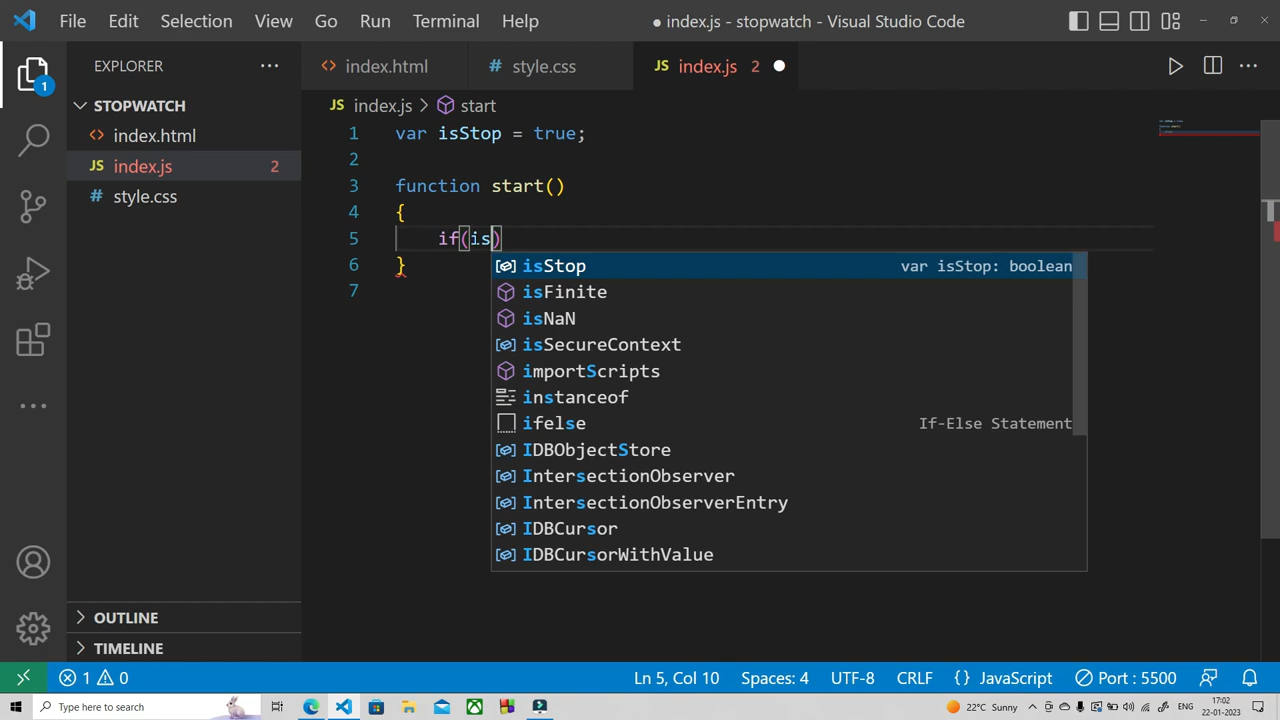 File Edit Selection View Go Run Terminal Help ● index.js - stopwatch - Visual Studio Code
EXPLORER
index.html
style.css
JS index.js 2
STOPWATCH
index.html
JS index.js 2
# style.css
1
JS index.js > start
1 var isStop = true;
2
3 function start()
4 {
5 if(is)
6 }
7
isStop var isStop: boolean
isFinite
isNaN
isSecureContext
importScripts
instanceof
ifelse If-Else Statement
IDBObjectStore
IntersectionObserver
IntersectionObserverEntry
IDBCursor
IDBCursorWithValue
OUTLINE
TIMELINE
1 0 Ln 5, Col 10 Spaces: 4 UTF-8 CRLF {} JavaScript Port : 5500
Type here to search
22°C Sunny
ENG
17:02
22-01-2023